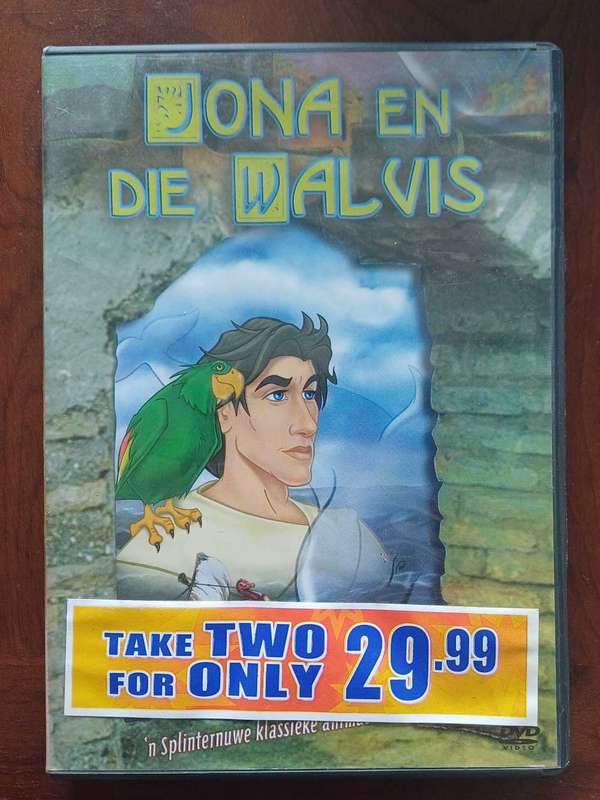 JONA EN
DIE WALVIS
TAKE TWO
FOR ONLY 29.99
'n Splinternuwe klassieke
DVD
VIDEO